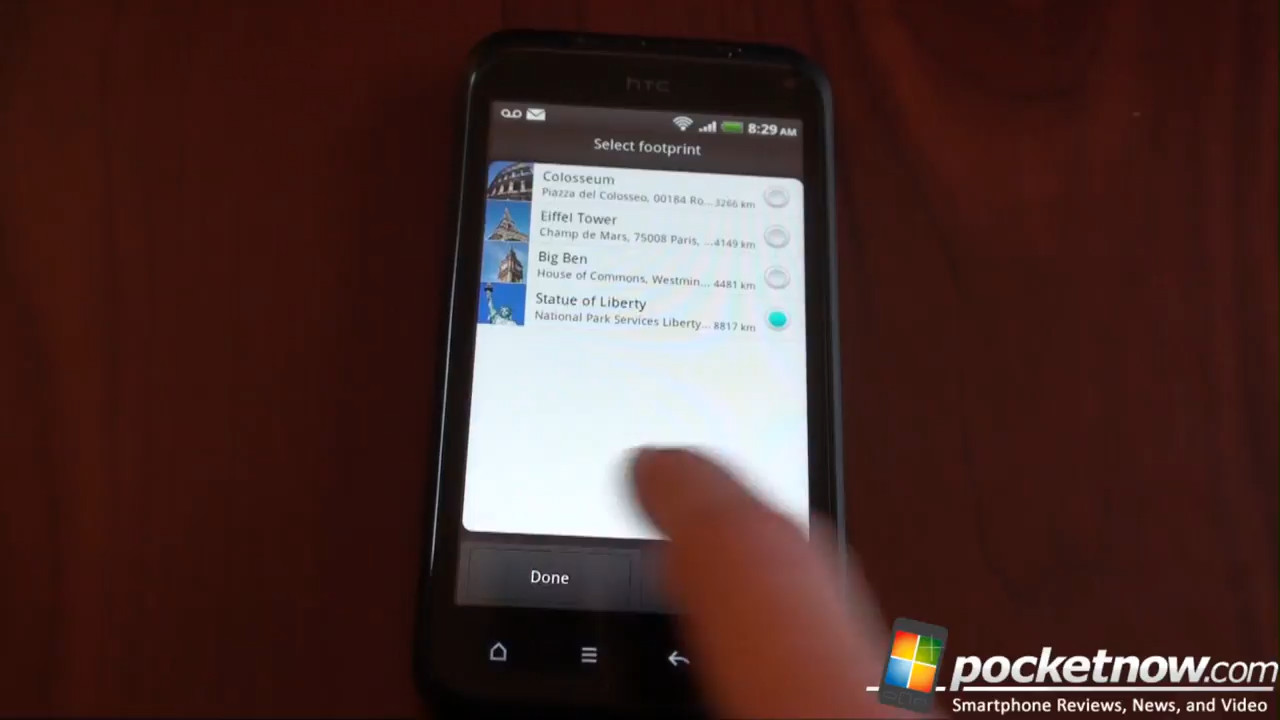 htc
8:29 AM
Select footprint
Colosseum
Piazza del Colosseo, 00184 Ro... 3266 km
Eiffel Tower
Champ de Mars, 75008 Paris, ... 4149 km
Big Ben
House of Commons, Westmin... 4481 km
Statue of Liberty
National Park Services Liberty... 8817 km
Done
pocketnow.com
Smartphone Reviews, News, and Video